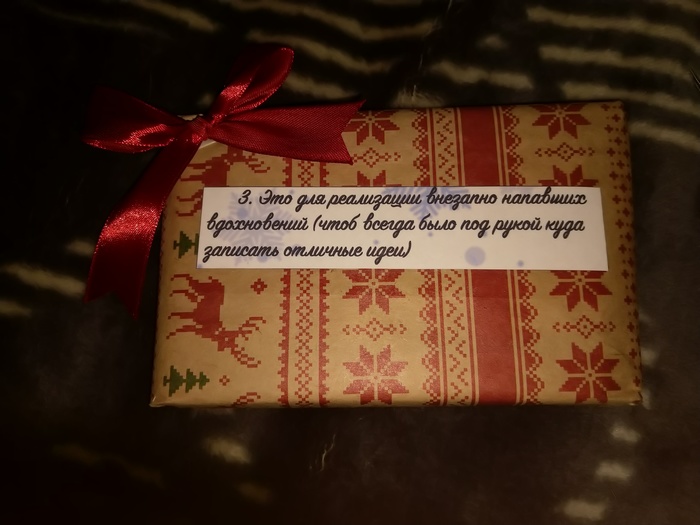 3. Это для реализации внезапно напавших
вдохновений (чтоб всегда было под рукой куда
записать отличные идеи)